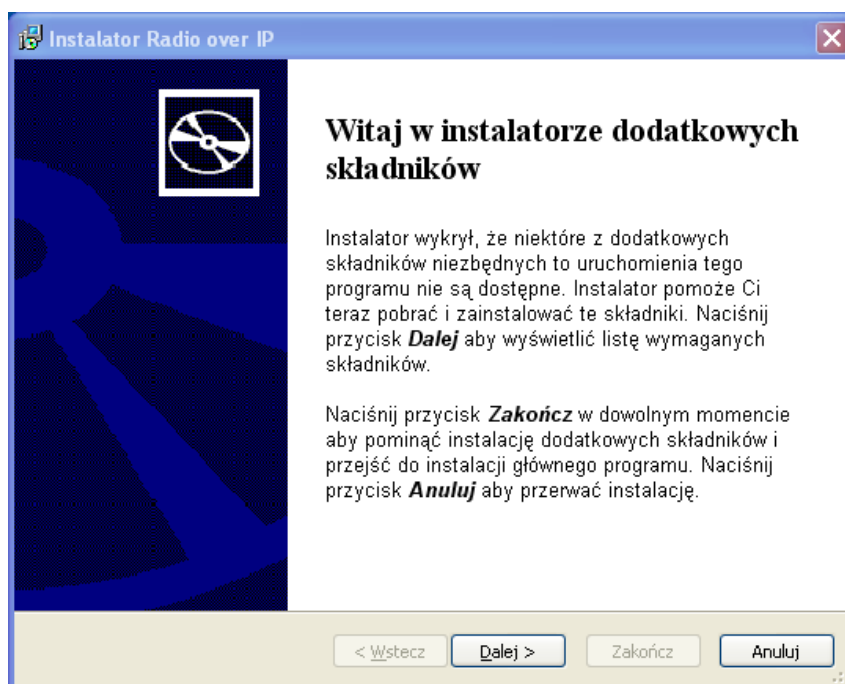 Instalator Radio over IP
Witaj w instalatorze dodatkowych
składników
Instalator wykrył, że niektóre z dodatkowych
składników niezbędnych to uruchomienia tego
programu nie są dostępne. Instalator pomoże Ci
teraz pobrać i zainstalować te składniki. Naciśnij
przycisk Dalej aby wyświetlić listę wymaganych
składników.
Naciśnij przycisk Zakończ w dowolnym momencie
aby pominąć instalację dodatkowych składników i
przejść do instalacji głównego programu. Naciśnij
przycisk Anuluj aby przerwać instalację.
< Wstecz Dalej > Zakończ Anuluj